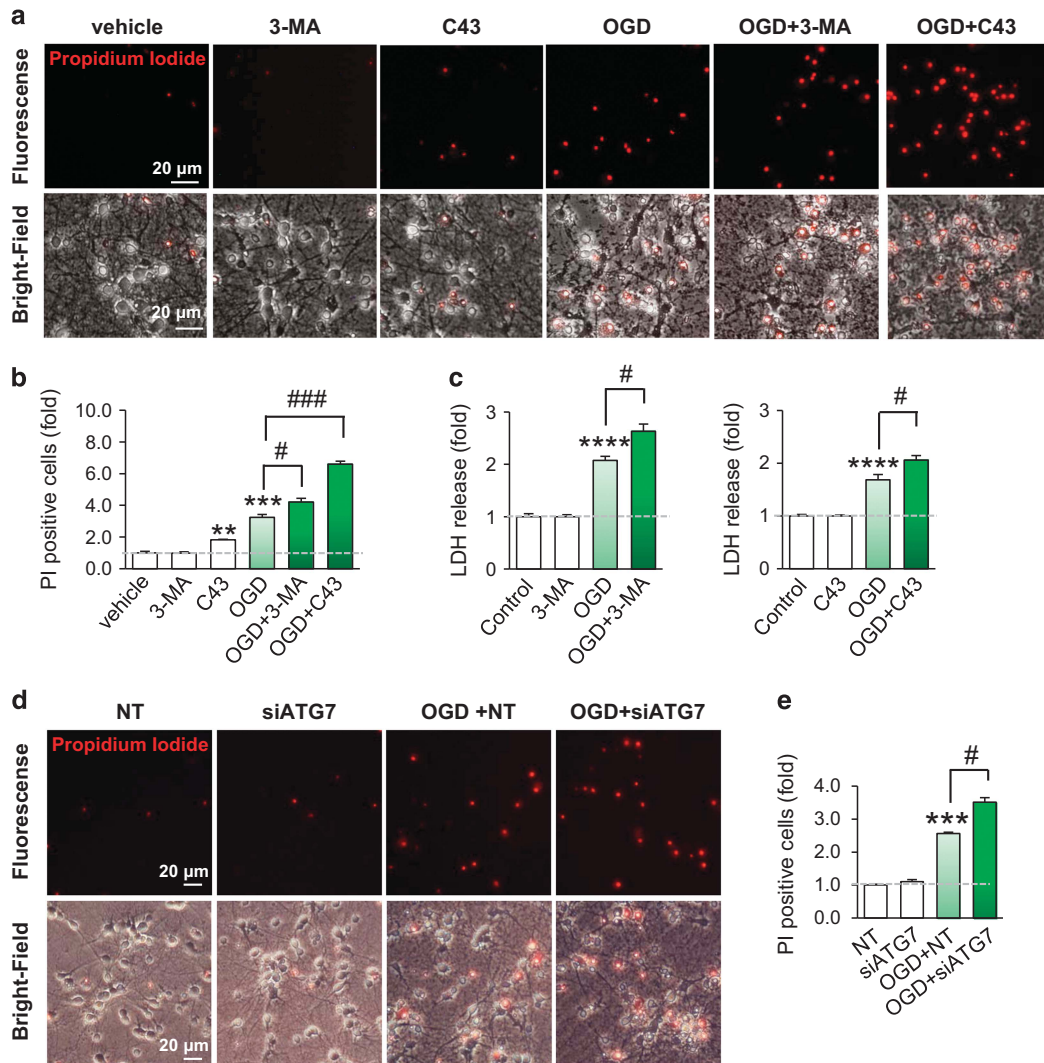 a
vehicle 3-MA C43 OGD OGD+3-MA OGD+C43
Fluorescense
Propidium Iodide
20 µm
Bright-Field
20 µm
b
PI positive cells (fold)
10.0
8.0
6.0
4.0
2.0
0.0
** *** # ###
vehicle 3-MA C43 OGD OGD+3-MA OGD+C43
c
LDH release (fold)
3
2
1
0
**** #
Control 3-MA OGD OGD+3-MA
LDH release (fold)
3
2
1
0
**** #
Control C43 OGD OGD+C43
d
NT siATG7 OGD +NT OGD+siATG7
Fluorescense
Propidium Iodide
20 µm
Bright-Field
20 µm
e
PI positive cells (fold)
4.0
3.0
2.0
1.0
0.0
*** #
NT siATG7 OGD+NT OGD+siATG7